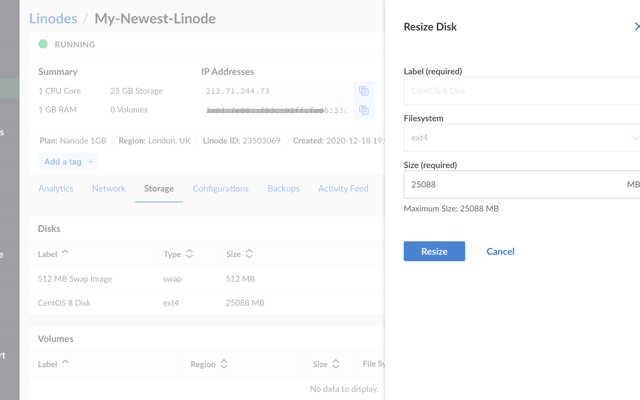 Linodes / My-Newest-Linode
RUNNING
Summary
IP Addresses
1 CPU Core
25 GB Storage
212.71.244.73
1 GB RAM
0 Volumes
Plan: Nanode 1GB
Region: London, UK
Linode ID: 23503069
Created: 2020-12-18 19:
Add a tag +
Analytics
Network
Storage
Configurations
Backups
Activity Feed
Disks
Label
Type
Size
512 MB Swap Image
swap
512 MB
CentOS 8 Disk
ext4
25088 MB
Volumes
Label
Region
Size
File Sy
No data to display.
Resize Disk
Label (required)
CentOS 8 Disk
Filesystem
ext4
Size (required)
25088
MB
Maximum Size: 25088 MB
Resize
Cancel